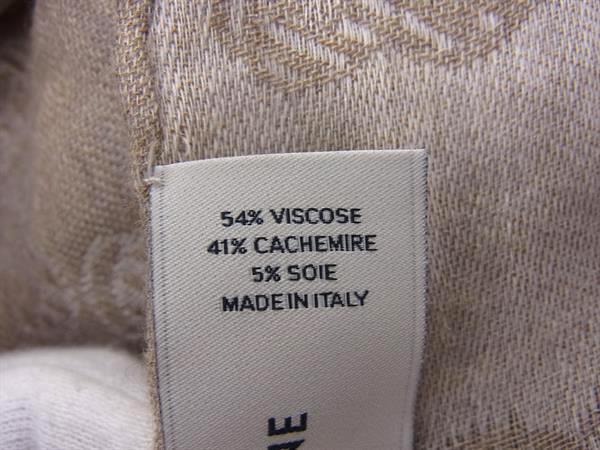 54% VISCOSE
41% CACHEMIRE
5% SOIE
MADE IN ITALY